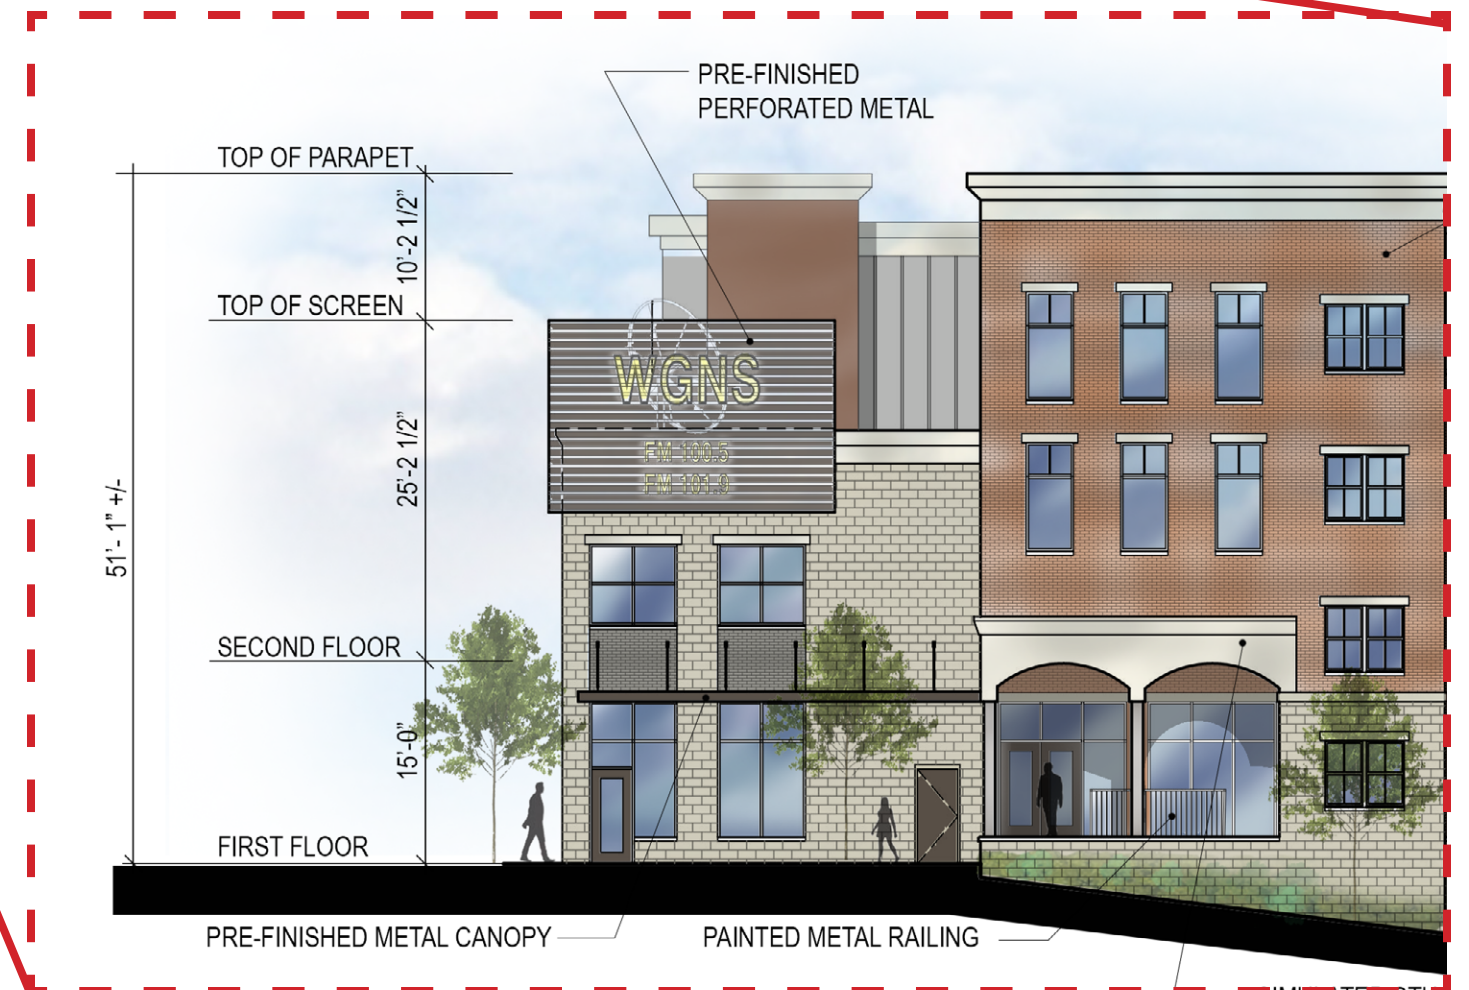 PRE-FINISHED
PERFORATED METAL
TOP OF PARAPET
10'-2 1/2"
TOP OF SCREEN
WGNS
FM 100.5
FM 101.9
25'-2 1/2"
51'- 1" +/-
SECOND FLOOR
15'-0"
FIRST FLOOR
PRE-FINISHED METAL CANOPY
PAINTED METAL RAILING